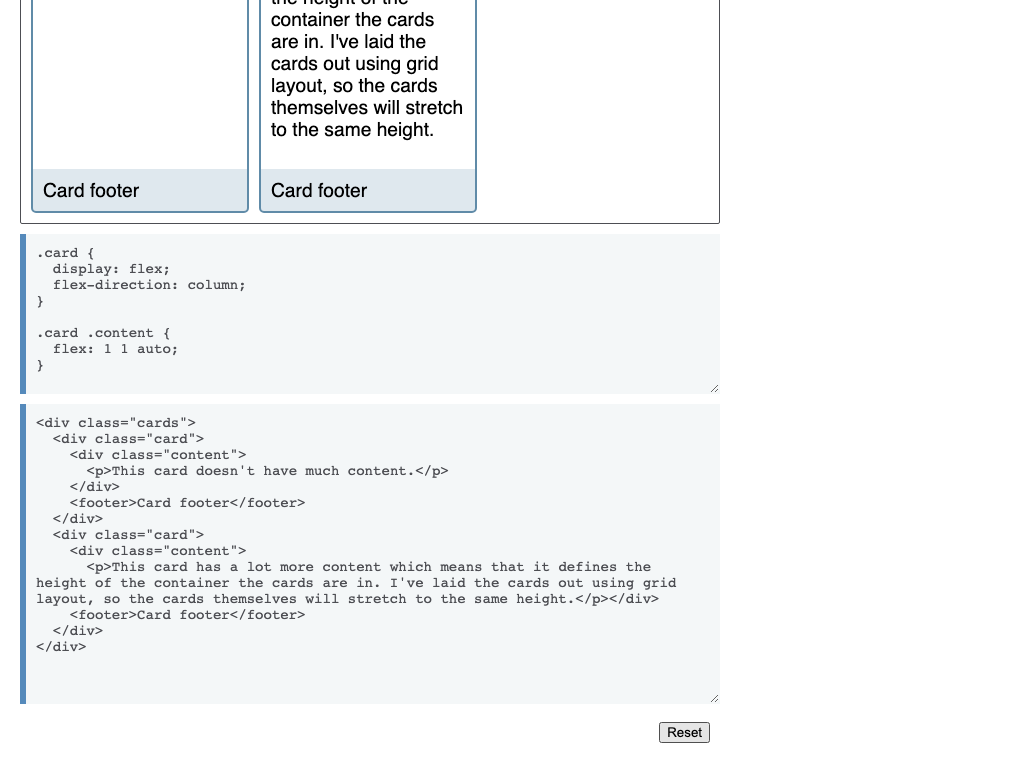 the height of the
container the cards
are in. I've laid the
cards out using grid
layout, so the cards
themselves will stretch
to the same height.
Card footer
Card footer
.card {
  display: flex;
  flex-direction: column;
}
.card .content {
  flex: 1 1 auto;
}
<div class="cards">
  <div class="card">
    <div class="content">
      <p>This card doesn't have much content.</p>
    </div>
    <footer>Card footer</footer>
  </div>
  <div class="card">
    <div class="content">
      <p>This card has a lot more content which means that it defines the
height of the container the cards are in. I've laid the cards out using grid
layout, so the cards themselves will stretch to the same height.</p></div>
    <footer>Card footer</footer>
  </div>
</div>
Reset